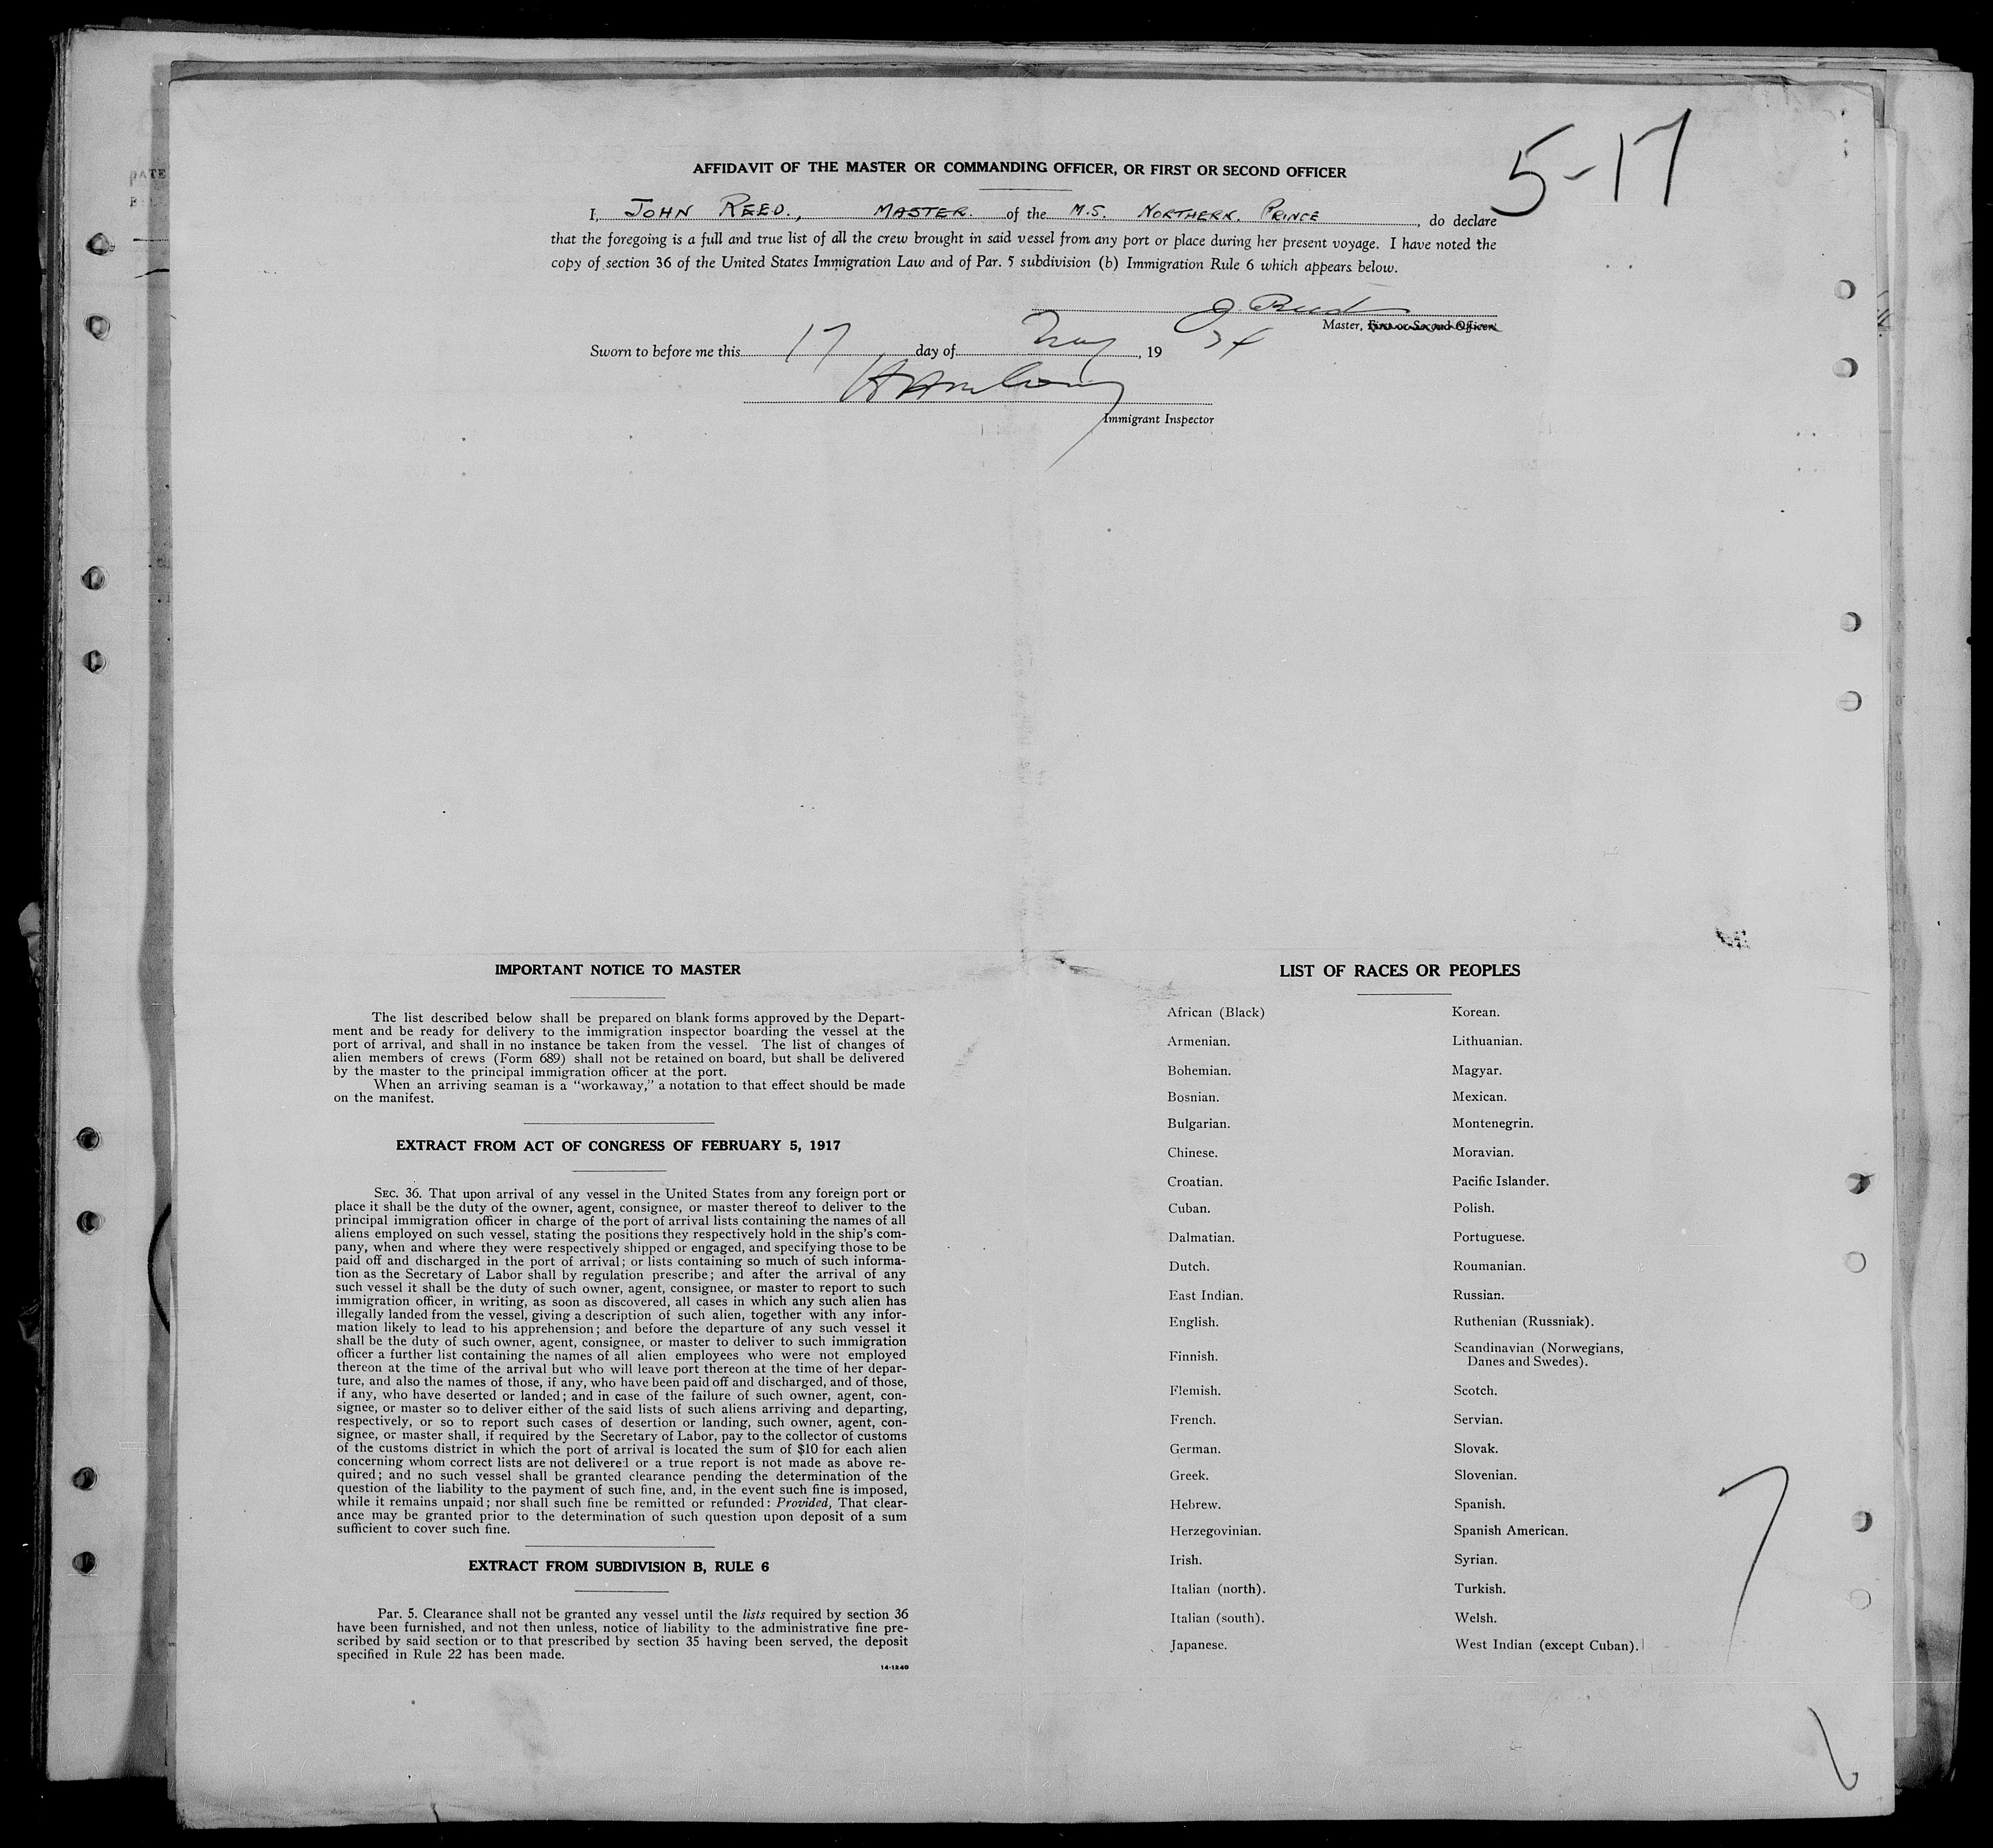 5-17
AFFIDAVIT OF THE MASTER OR COMMANDING OFFICER, OR FIRST OR SECOND OFFICER
I, JOHN REED., MASTER. of the M.S. NORTHERN. PRINCE, do declare
that the foregoing is a full and true list of all the crew brought in said vessel from any port or place during her present voyage. I have noted the
copy of section 36 of the United States Immigration Law and of Par. 5 subdivision (b) Immigration Rule 6 which appears below.
J. Reed
Master, First or Second Officer.
Sworn to before me this 17 day of May, 19 34
Immigrant Inspector
IMPORTANT NOTICE TO MASTER
The list described below shall be prepared on blank forms approved by the Depart-
ment and be ready for delivery to the immigration inspector boarding the vessel at the
port of arrival, and shall in no instance be taken from the vessel. The list of changes of
alien members of crews (Form 689) shall not be retained on board, but shall be delivered
by the master to the principal immigration officer at the port.
When an arriving seaman is a "workaway," a notation to that effect should be made
on the manifest.
EXTRACT FROM ACT OF CONGRESS OF FEBRUARY 5, 1917
SEC. 36. That upon arrival of any vessel in the United States from any foreign port or
place it shall be the duty of the owner, agent, consignee, or master thereof to deliver to the
principal immigration officer in charge of the port of arrival lists containing the names of all
aliens employed on such vessel, stating the positions they respectively hold in the ship's com-
pany, when and where they were respectively shipped or engaged, and specifying those to be
paid off and discharged in the port of arrival; or lists containing so much of such informa-
tion as the Secretary of Labor shall by regulation prescribe; and after the arrival of any
such vessel it shall be the duty of such owner, agent, consignee, or master to report to such
immigration officer, in writing, as soon as discovered, all cases in which any such alien has
illegally landed from the vessel, giving a description of such alien, together with any infor-
mation likely to lead to his apprehension; and before the departure of any such vessel it
shall be the duty of such owner, agent, consignee, or master to deliver to such immigration
officer a further list containing the names of all alien employees who were not employed
thereon at the time of the arrival but who will leave port thereon at the time of her depar-
ture, and also the names of those, if any, who have been paid off and discharged, and of those,
if any, who have deserted or landed; and in case of the failure of such owner, agent, con-
signee, or master so to deliver either of the said lists of such aliens arriving and departing,
respectively, or so to report such cases of desertion or landing, such owner, agent, con-
signee, or master shall, if required by the Secretary of Labor, pay to the collector of customs
of the customs district in which the port of arrival is located the sum of $10 for each alien
concerning whom correct lists are not delivered or a true report is not made as above re-
quired; and no such vessel shall be granted clearance pending the determination of the
question of the liability to the payment of such fine, and, in the event such fine is imposed,
while it remains unpaid; nor shall such fine be remitted or refunded: Provided, That clear-
ance may be granted prior to the determination of such question upon deposit of a sum
sufficient to cover such fine.
EXTRACT FROM SUBDIVISION B, RULE 6
Par. 5. Clearance shall not be granted any vessel until the lists required by section 36
have been furnished, and not then unless, notice of liability to the administrative fine pre-
scribed by said section or to that prescribed by section 35 having been served, the deposit
specified in Rule 22 has been made.
14-1240
LIST OF RACES OR PEOPLES
African (Black)
Armenian.
Bohemian.
Bosnian.
Bulgarian.
Chinese.
Croatian.
Cuban.
Dalmatian.
Dutch.
East Indian.
English.
Finnish.
Flemish.
French.
German.
Greek.
Hebrew.
Herzegovinian.
Irish.
Italian (north).
Italian (south).
Japanese.
Korean.
Lithuanian.
Magyar.
Mexican.
Montenegrin.
Moravian.
Pacific Islander.
Polish.
Portuguese.
Roumanian.
Russian.
Ruthenian (Russniak).
Scandinavian (Norwegians,
Danes and Swedes).
Scotch.
Servian.
Slovak.
Slovenian.
Spanish.
Spanish American.
Syrian.
Turkish.
Welsh.
West Indian (except Cuban).
7